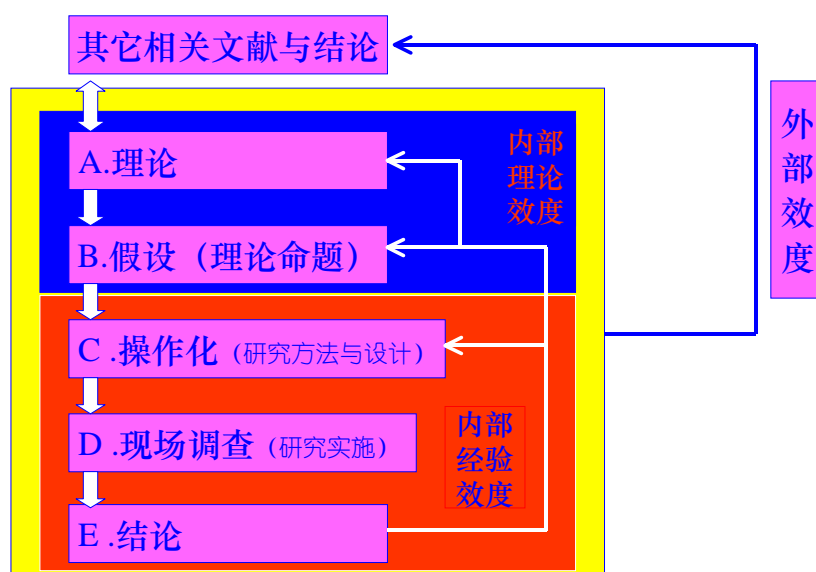 其它相关文献与结论
A.理论
内部
理论
效度
B.假设（理论命题）
C .操作化（研究方法与设计）
D .现场调查（研究实施）
内部
经验
效度
E .结论
外
部
效
度